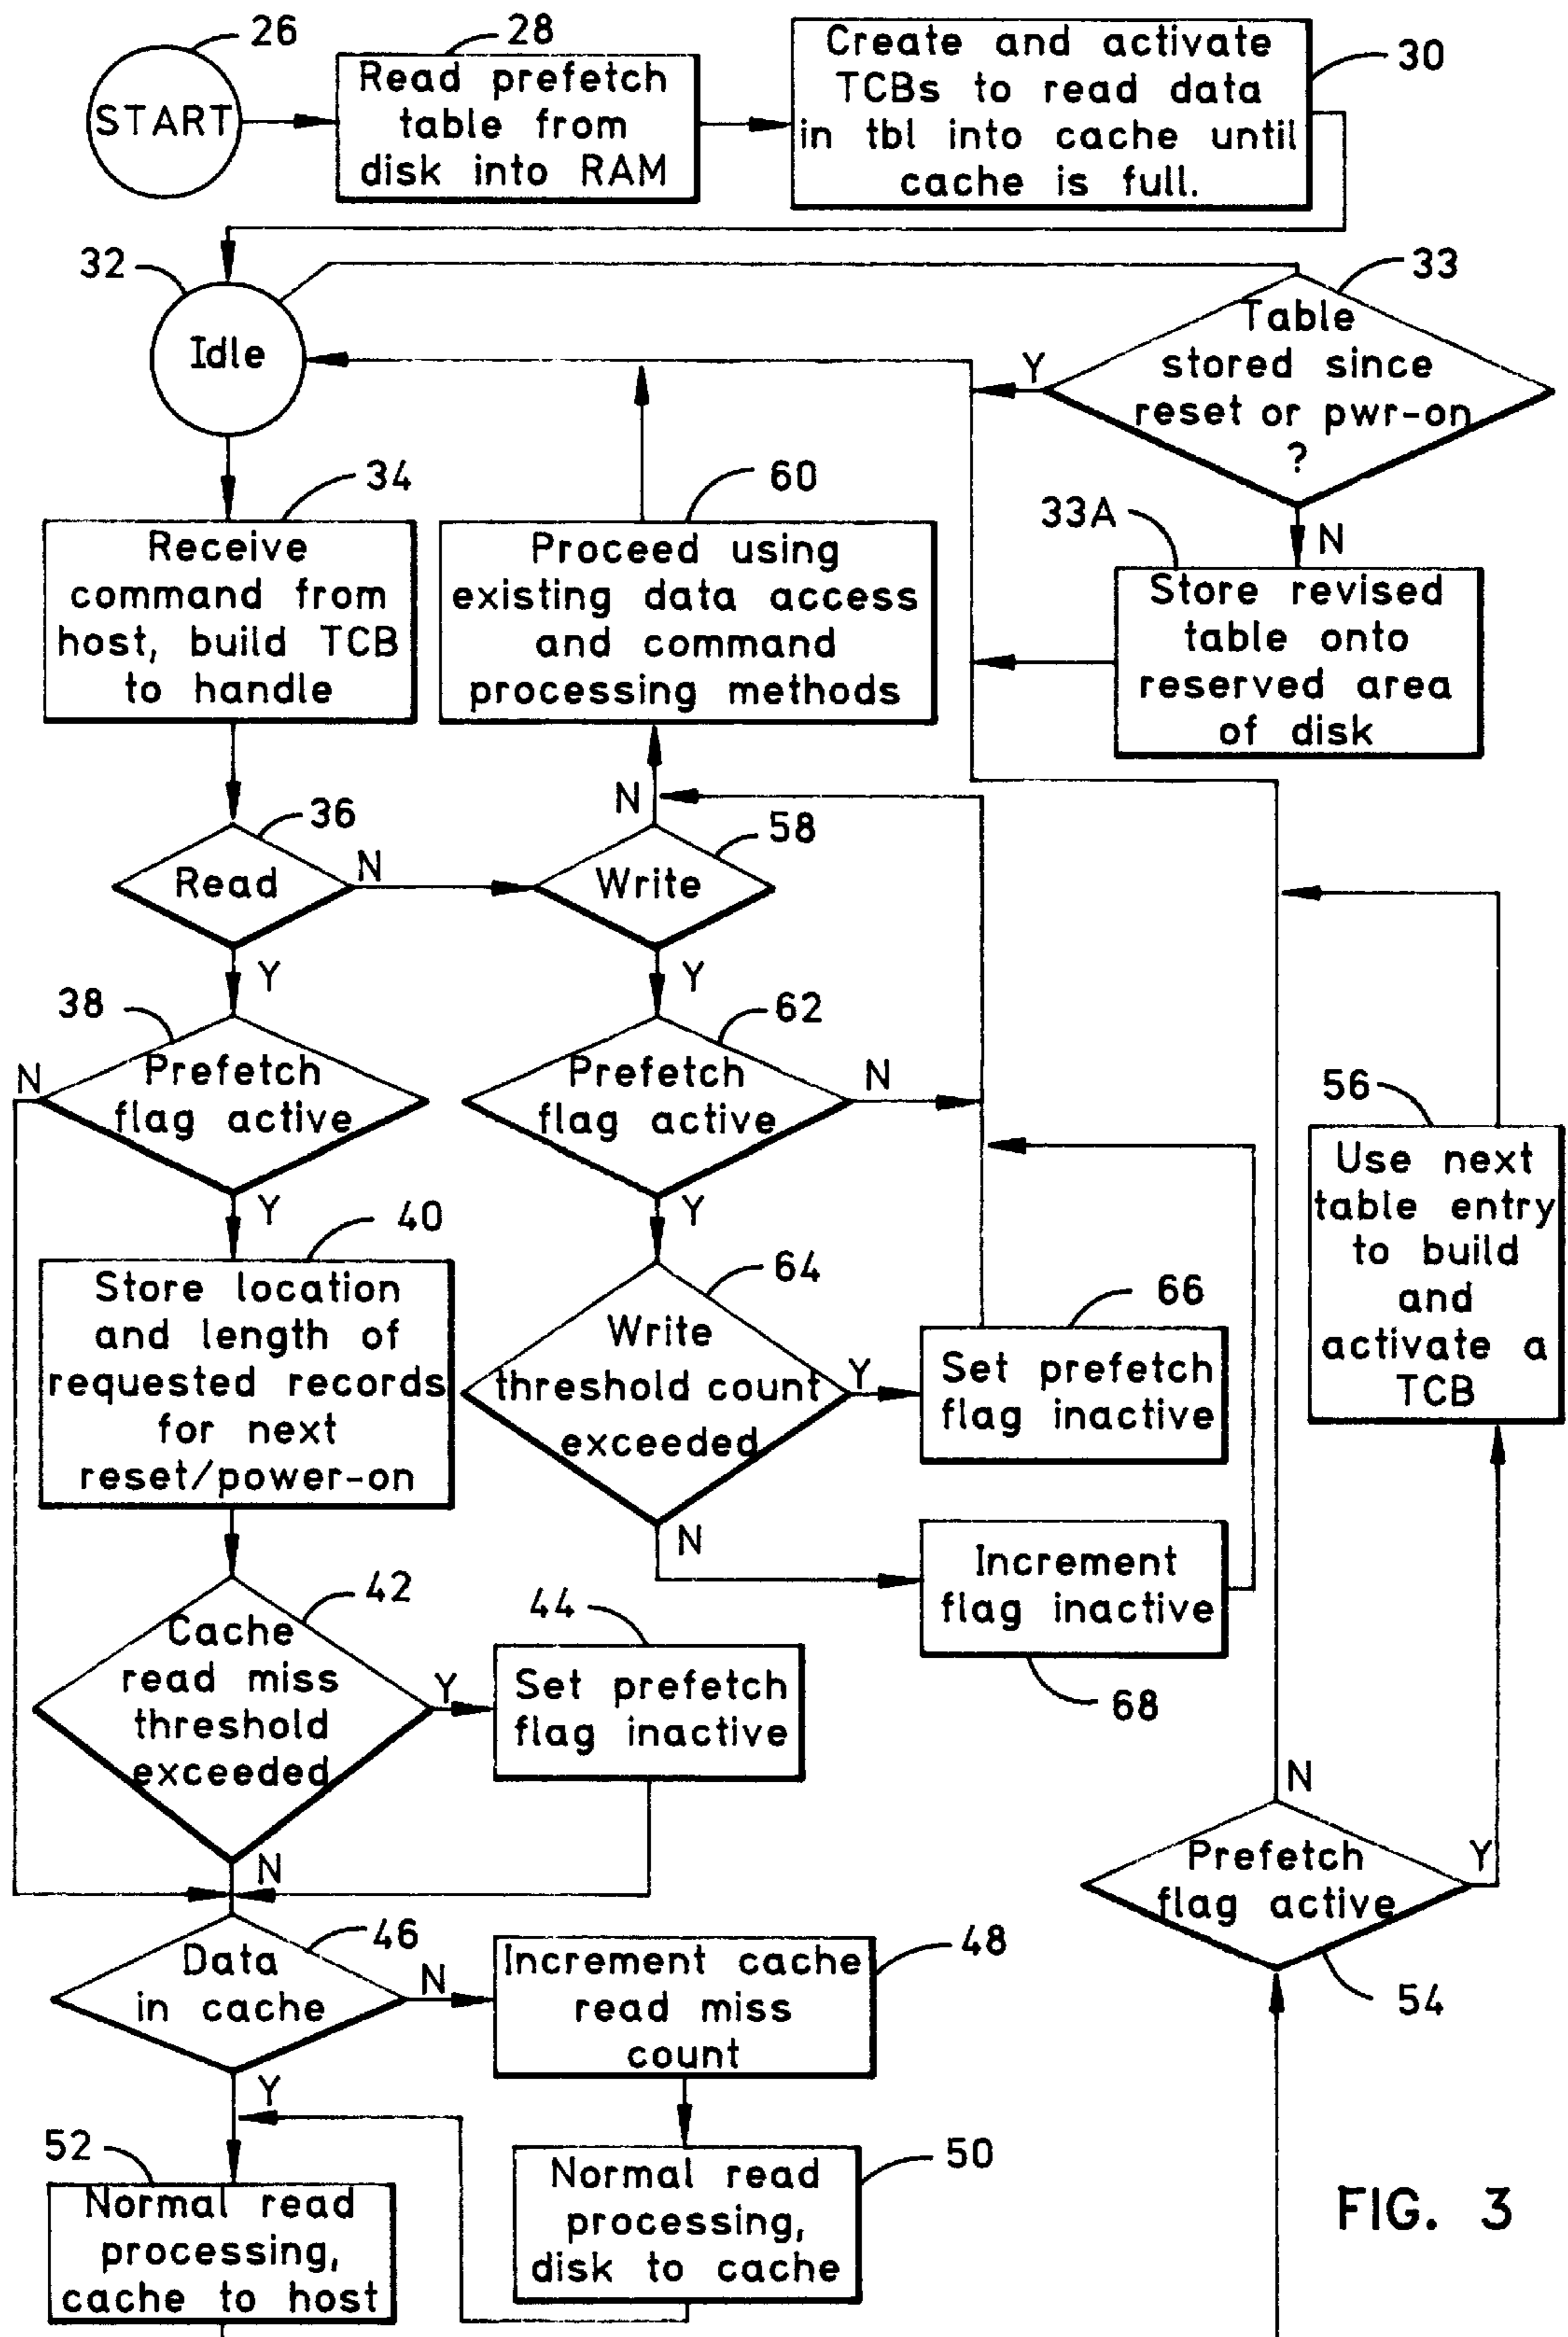 26
START
28
Read prefetch
table from
disk into RAM
30
Create and activate
TCBs to read data
in tbl into cache until
cache is full.
32
Idle
33
Table
stored since
reset or pwr-on
?
Y
N
33A
Store revised
table onto
reserved area
of disk
34
Receive
command from
host, build TCB
to handle
60
Proceed using
existing data access
and command
processing methods
36
Read
N
Y
58
Write
N
Y
38
Prefetch
flag active
N
Y
62
Prefetch
flag active
N
Y
56
Use next
table entry
to build
and
activate a
TCB
40
Store location
and length of
requested records
for next
reset/power-on
64
Write
threshold count
exceeded
Y
N
66
Set prefetch
flag inactive
Increment
flag inactive
68
42
Cache
read miss
threshold
exceeded
Y
N
44
Set prefetch
flag inactive
N
Prefetch
flag active
Y
54
46
Data
in cache
N
Y
48
Increment cache
read miss
count
50
Normal read
processing,
disk to cache
52
Normal read
processing,
cache to host
FIG. 3